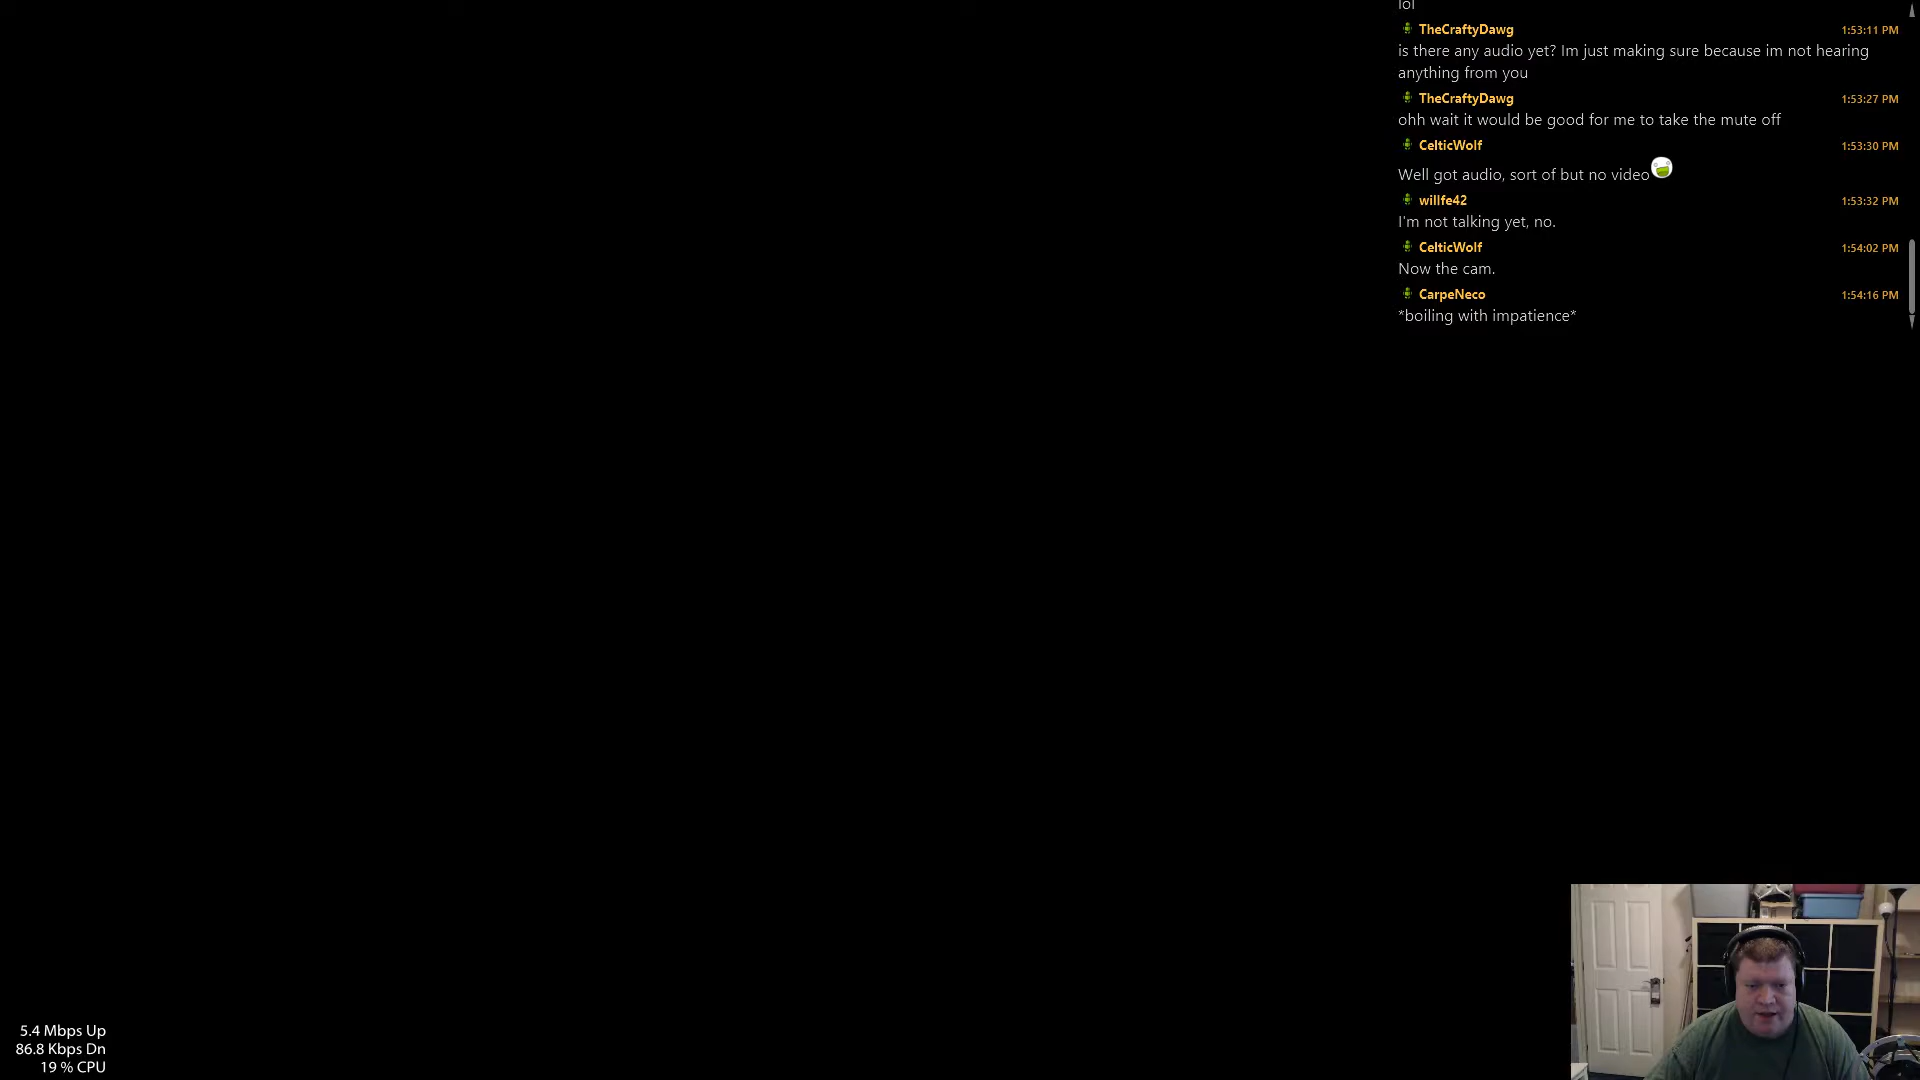 lol
TheCraftyDawg 1:53:11 PM
is there any audio yet? Im just making sure because im not hearing
anything from you
TheCraftyDawg 1:53:27 PM
ohh wait it would be good for me to take the mute off
CelticWolf 1:53:30 PM
Well got audio, sort of but no video
willfe42 1:53:32 PM
I'm not talking yet, no.
CelticWolf 1:54:02 PM
Now the cam.
CarpeNeco 1:54:16 PM
*boiling with impatience*
5.4 Mbps Up
86.8 Kbps Dn
19 % CPU